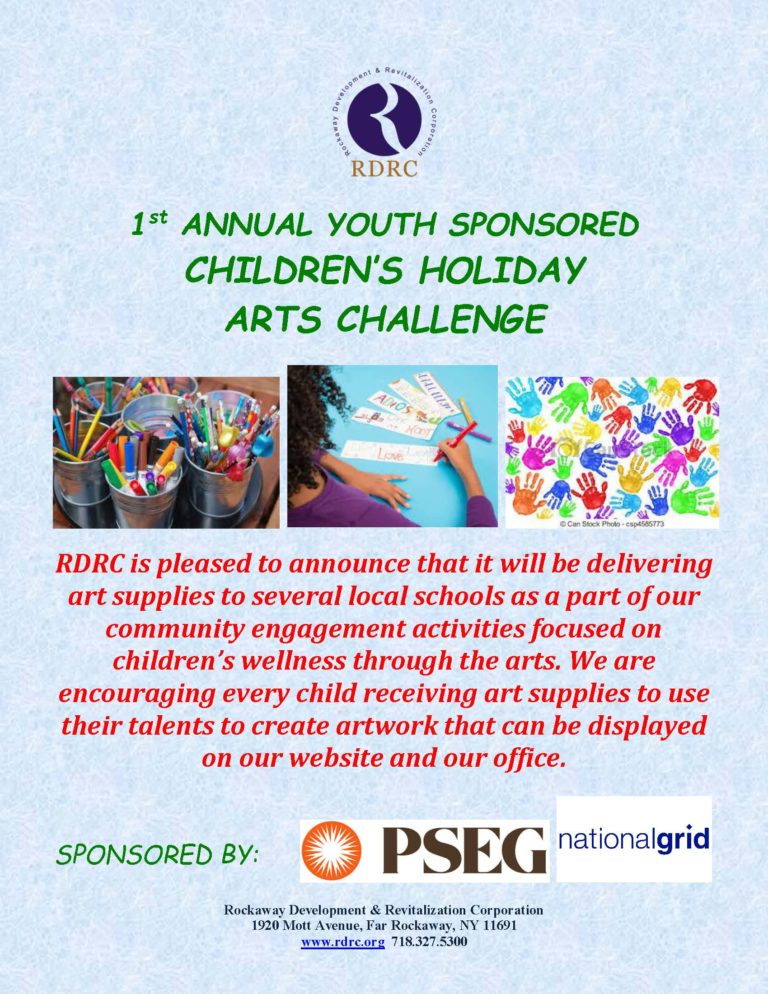 Rockaway Development & Revitalization Corporation
RDRC
1st ANNUAL YOUTH SPONSORED
CHILDREN'S HOLIDAY
ARTS CHALLENGE
Love
© Can Stock Photo - csp4585773
RDRC is pleased to announce that it will be delivering
art supplies to several local schools as a part of our
community engagement activities focused on
children's wellness through the arts. We are
encouraging every child receiving art supplies to use
their talents to create artwork that can be displayed
on our website and our office.
SPONSORED BY:
PSEG
nationalgrid
Rockaway Development & Revitalization Corporation
1920 Mott Avenue, Far Rockaway, NY 11691
www.rdrc.org 718.327.5300